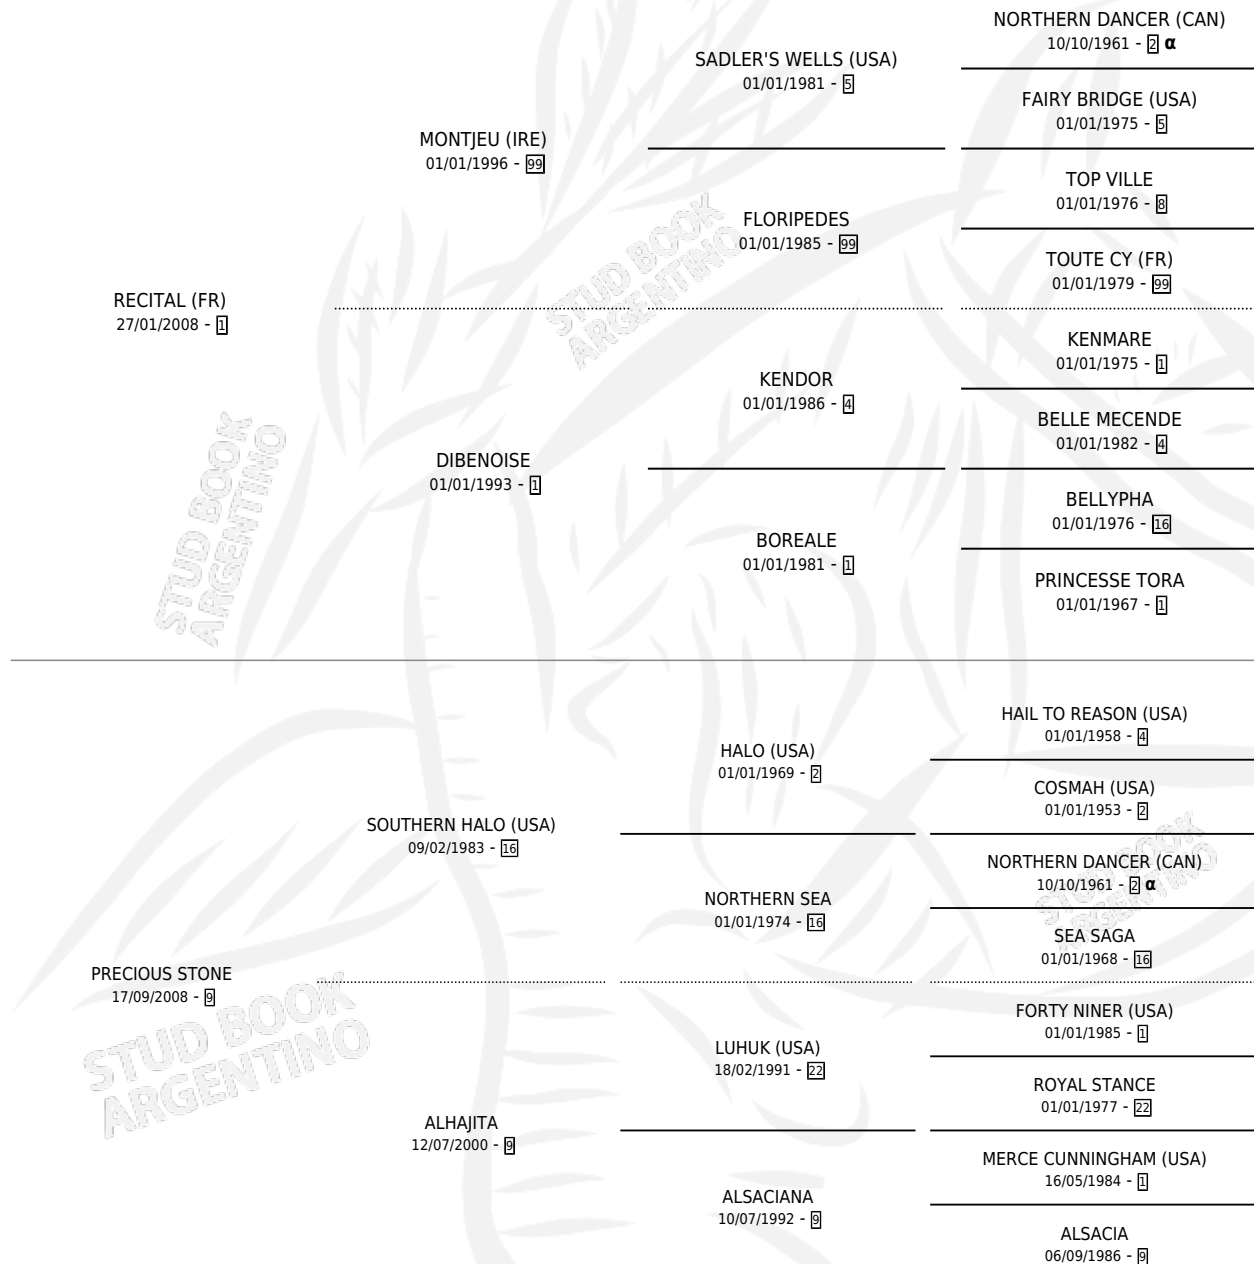 NORTHERN DANCER (CAN)
10/10/1961 - 2 α
SADLER'S WELLS (USA)
01/01/1981 - 5
FAIRY BRIDGE (USA)
01/01/1975 - 5
MONTJEU (IRE)
01/01/1996 - 99
TOP VILLE
01/01/1976 - 8
FLORIPEDES
01/01/1985 - 99
TOUTE CY (FR)
01/01/1979 - 99
RECITAL (FR)
27/01/2008 - 1
KENMARE
01/01/1975 - 1
KENDOR
01/01/1986 - 4
BELLE MECENDE
01/01/1982 - 4
DIBENOISE
01/01/1993 - 1
BELLYPHA
01/01/1976 - 16
BOREALE
01/01/1981 - 1
PRINCESSE TORA
01/01/1967 - 1
STUD BOOK
ARGENTINO
STUD BOOK
ARGENTINO
HAIL TO REASON (USA)
01/01/1958 - 4
HALO (USA)
01/01/1969 - 2
COSMAH (USA)
01/01/1953 - 2
SOUTHERN HALO (USA)
09/02/1983 - 16
NORTHERN DANCER (CAN)
10/10/1961 - 2 α
NORTHERN SEA
01/01/1974 - 16
SEA SAGA
01/01/1968 - 16
STUD BOOK
ARGENTINO
PRECIOUS STONE
17/09/2008 - 9
FORTY NINER (USA)
01/01/1985 - 1
LUHUK (USA)
18/02/1991 - 22
ROYAL STANCE
01/01/1977 - 22
ALHAJITA
12/07/2000 - 9
MERCE CUNNINGHAM (USA)
16/05/1984 - 1
ALSACIANA
10/07/1992 - 9
ALSACIA
06/09/1986 - 9
STUD BOOK
ARGENTINO